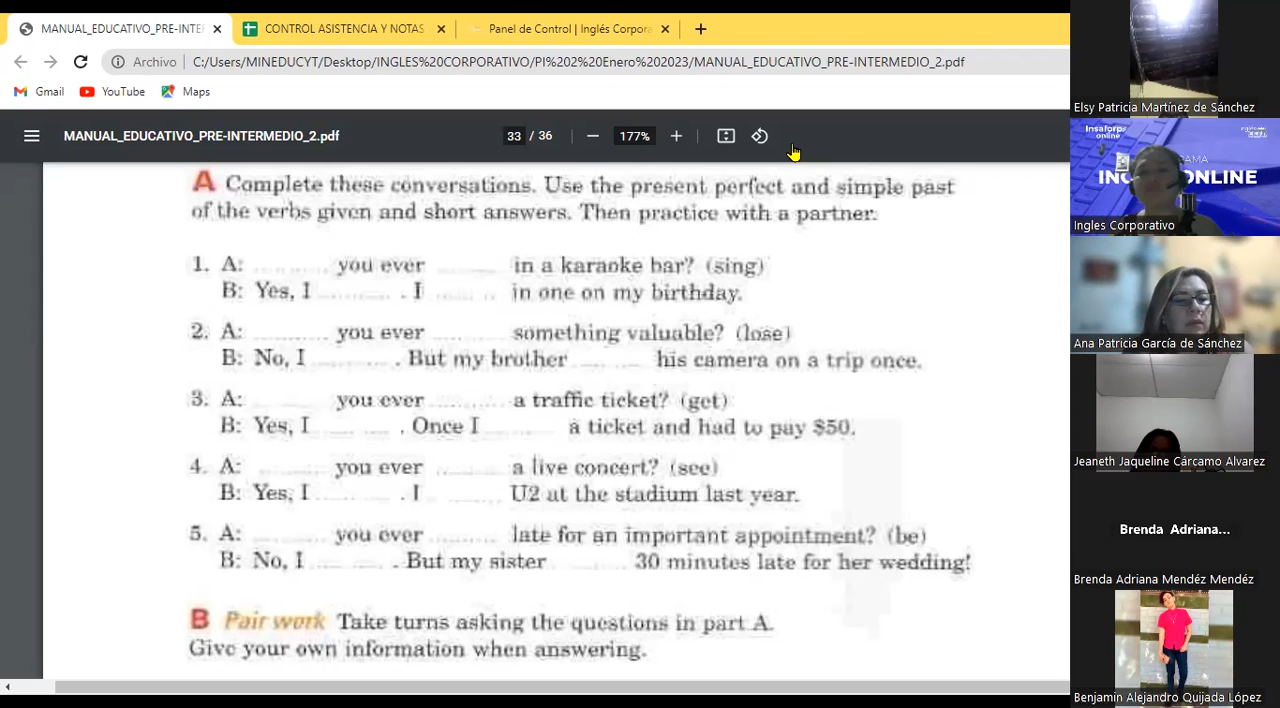 MANUAL_EDUCATIVO_PRE-INTER
CONTROL ASISTENCIA Y NOTAS
Panel de Control | Inglés Corpora
Archivo C:/Users/MINEDUCYT/Desktop/INGLES%20CORPORATIVO/PI%202%20Enero%202023/MANUAL_EDUCATIVO_PRE-INTERMEDIO_2.pdf
Gmail YouTube Maps
MANUAL_EDUCATIVO_PRE-INTERMEDIO_2.pdf
33 / 36 177%
A Complete these conversations. Use the present perfect and simple past
of the verbs given and short answers. Then practice with a partner.
1. A: ............ you ever ............ in a karaoke bar? (sing)
B: Yes, I ............ . I ............ in one on my birthday.
2. A: ............ you ever ............ something valuable? (lose)
B: No, I ............ . But my brother ............ his camera on a trip once.
3. A: ............ you ever ............ a traffic ticket? (get)
B: Yes, I ............ . Once I ............ a ticket and had to pay $50.
4. A: ............ you ever ............ a live concert? (see)
B: Yes, I ............ . I ............ U2 at the stadium last year.
5. A: ............ you ever ............ late for an important appointment? (be)
B: No, I ............ . But my sister ............ 30 minutes late for her wedding!
B Pair work Take turns asking the questions in part A.
Give your own information when answering.
Elsy Patricia Martínez de Sánchez
Insaforp
online
AMA
ONLINE
Ingles Corporativo
Ana Patricia García de Sánchez
Jeaneth Jaqueline Cárcamo Alvarez
Brenda Adriana...
Brenda Adriana Mendéz Mendéz
Benjamin Alejandro Quijada López